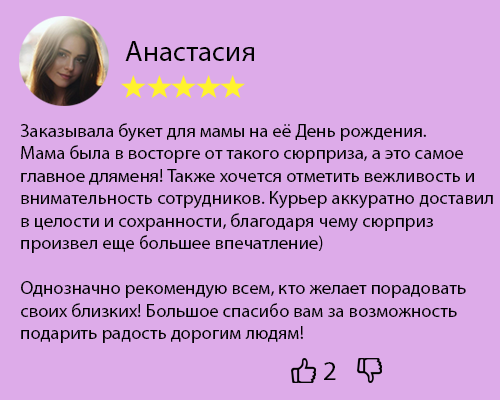 Анастасия
Заказывала букет для мамы на её День рождения.
Мама была в восторге от такого сюрприза, а это самое
главное дляменя! Также хочется отметить вежливость и
внимательность сотрудников. Курьер аккуратно доставил
в целости и сохранности, благодаря чему сюрприз
произвел еще большее впечатление)
Однозначно рекомендую всем, кто желает порадовать
своих близких! Большое спасибо вам за возможность
подарить радость дорогим людям!
2